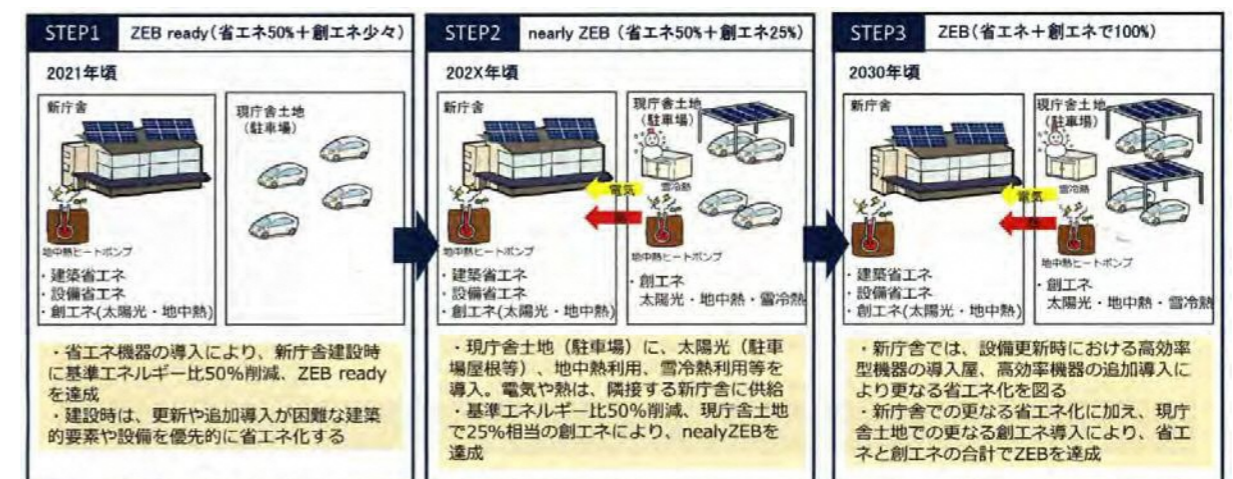 STEP1 ZEB ready(省エネ50%+創エネ少々)
2021年頃
新庁舎
現庁舎土地
(駐車場)
地中熱ヒートポンプ
・建築省エネ
・設備省エネ
・創エネ(太陽光・地中熱)
・省エネ機器の導入により、新庁舎建設時
に基準エネルギー比50%削減、ZEB ready
を達成
・建設時は、更新や追加導入が困難な建築
的要素や設備を優先的に省エネ化する
STEP2 nearly ZEB(省エネ50%+創エネ25%)
202X年頃
新庁舎
現庁舎土地
(駐車場)
雪冷熱
電気
熱
地中熱ヒートポンプ
地中熱ヒートポンプ
・建築省エネ
・設備省エネ
・創エネ(太陽光・地中熱)
・創エネ
太陽光・地中熱・雪冷熱
・現庁舎土地(駐車場)に、太陽光(駐車
場屋根等)、地中熱利用、雪冷熱利用等を
導入。電気や熱は、隣接する新庁舎に供給
・基準エネルギー比50%削減、現庁舎土地
で25%相当の創エネにより、nealyZEBを
達成
STEP3 ZEB(省エネ+創エネで100%)
2030年頃
新庁舎
現庁舎土地
(駐車場)
雪冷熱
電気
熱
地中熱ヒートポンプ
地中熱ヒートポンプ
・建築省エネ
・設備省エネ
・創エネ(太陽光・地中熱)
・創エネ
太陽光・地中熱・雪冷熱
・新庁舎では、設備更新時における高効率
型機器の導入屋、高効率機器の追加導入に
より更なる省エネ化を図る
・新庁舎での更なる省エネ化に加え、現庁
舎土地での更なる創エネ導入により、省エ
ネと創エネの合計でZEBを達成